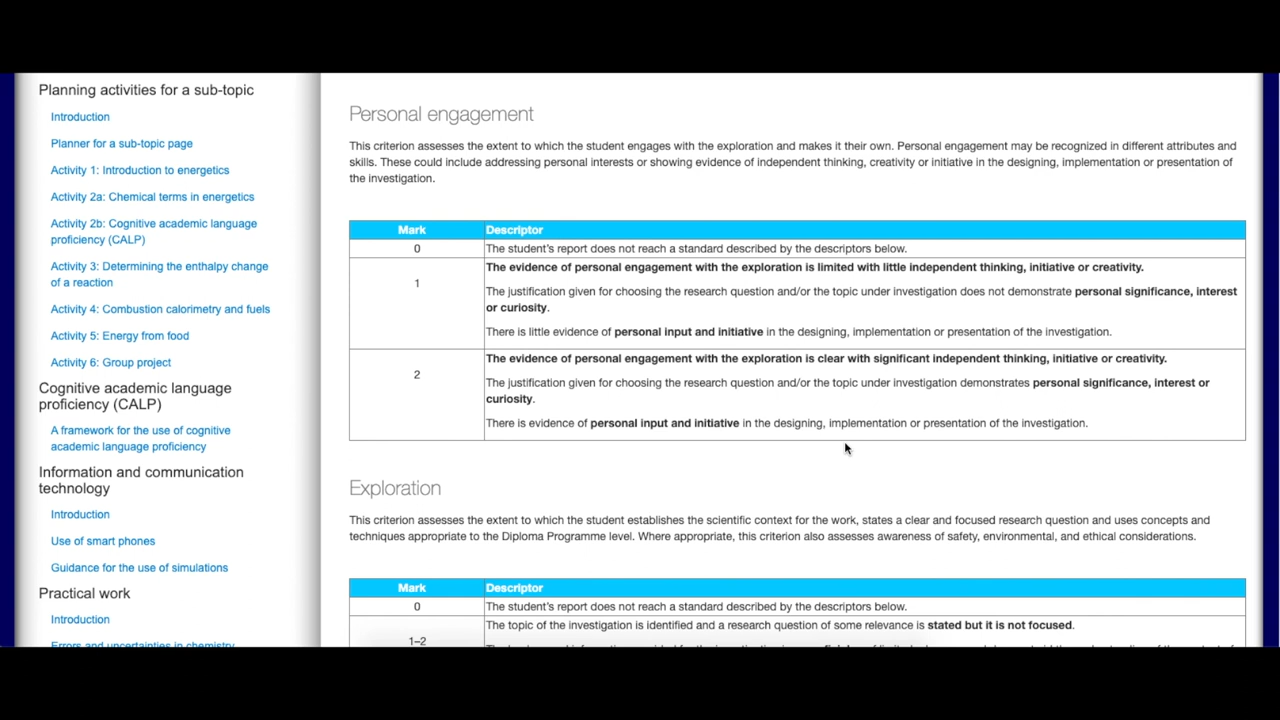 Planning activities for a sub-topic
Introduction
Planner for a sub-topic page
Activity 1: Introduction to energetics
Activity 2a: Chemical terms in energetics
Activity 2b: Cognitive academic language
proficiency (CALP)
Activity 3: Determining the enthalpy change
of a reaction
Activity 4: Combustion calorimetry and fuels
Activity 5: Energy from food
Activity 6: Group project
Cognitive academic language
proficiency (CALP)
A framework for the use of cognitive
academic language proficiency
Information and communication
technology
Introduction
Use of smart phones
Guidance for the use of simulations
Practical work
Introduction
Errors and uncertainties in chemistry
Personal engagement
This criterion assesses the extent to which the student engages with the exploration and makes it their own. Personal engagement may be recognized in different attributes and
skills. These could include addressing personal interests or showing evidence of independent thinking, creativity or initiative in the designing, implementation or presentation of
the investigation.
Mark Descriptor
0 The student's report does not reach a standard described by the descriptors below.
The evidence of personal engagement with the exploration is limited with little independent thinking, initiative or creativity.
1
The justification given for choosing the research question and/or the topic under investigation does not demonstrate personal significance, interest
or curiosity.
There is little evidence of personal input and initiative in the designing, implementation or presentation of the investigation.
The evidence of personal engagement with the exploration is clear with significant independent thinking, initiative or creativity.
2
The justification given for choosing the research question and/or the topic under investigation demonstrates personal significance, interest or
curiosity.
There is evidence of personal input and initiative in the designing, implementation or presentation of the investigation.
Exploration
This criterion assesses the extent to which the student establishes the scientific context for the work, states a clear and focused research question and uses concepts and
techniques appropriate to the Diploma Programme level. Where appropriate, this criterion also assesses awareness of safety, environmental, and ethical considerations.
Mark Descriptor
0 The student's report does not reach a standard described by the descriptors below.
The topic of the investigation is identified and a research question of some relevance is stated but it is not focused.
1–2